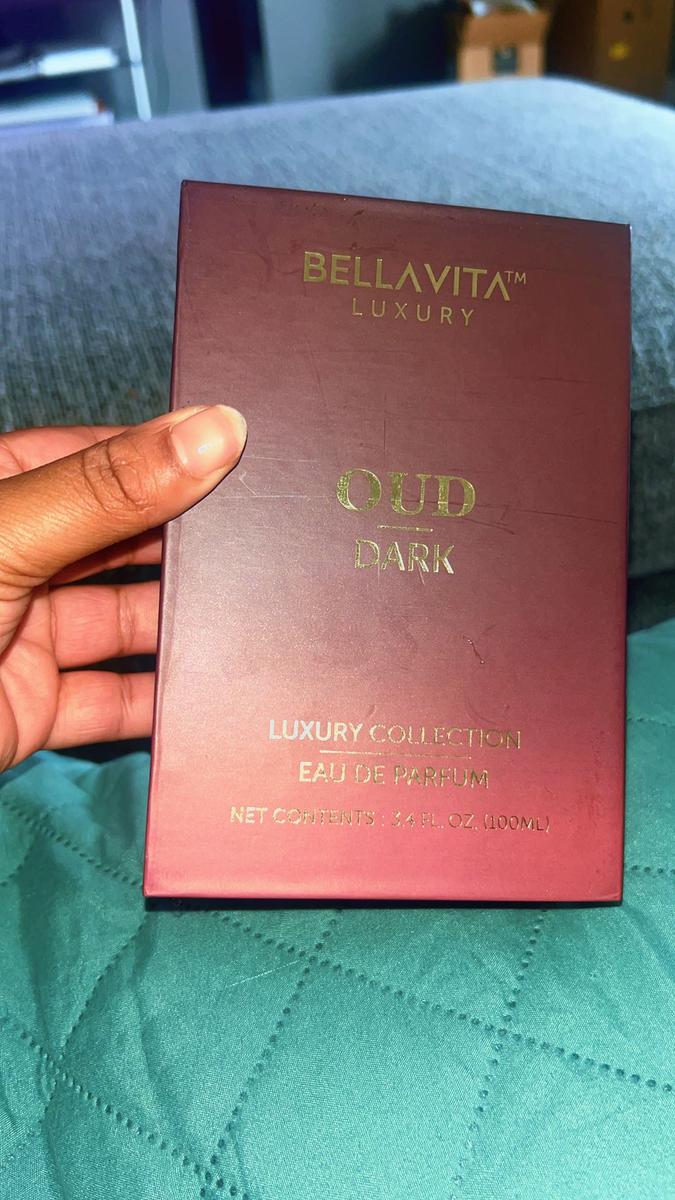 BELLAVITA™
LUXURY
OUD
DARK
LUXURY COLLECTION
EAU DE PARFUM
NET CONTENTS : 3.4 FL. OZ. (100ML)